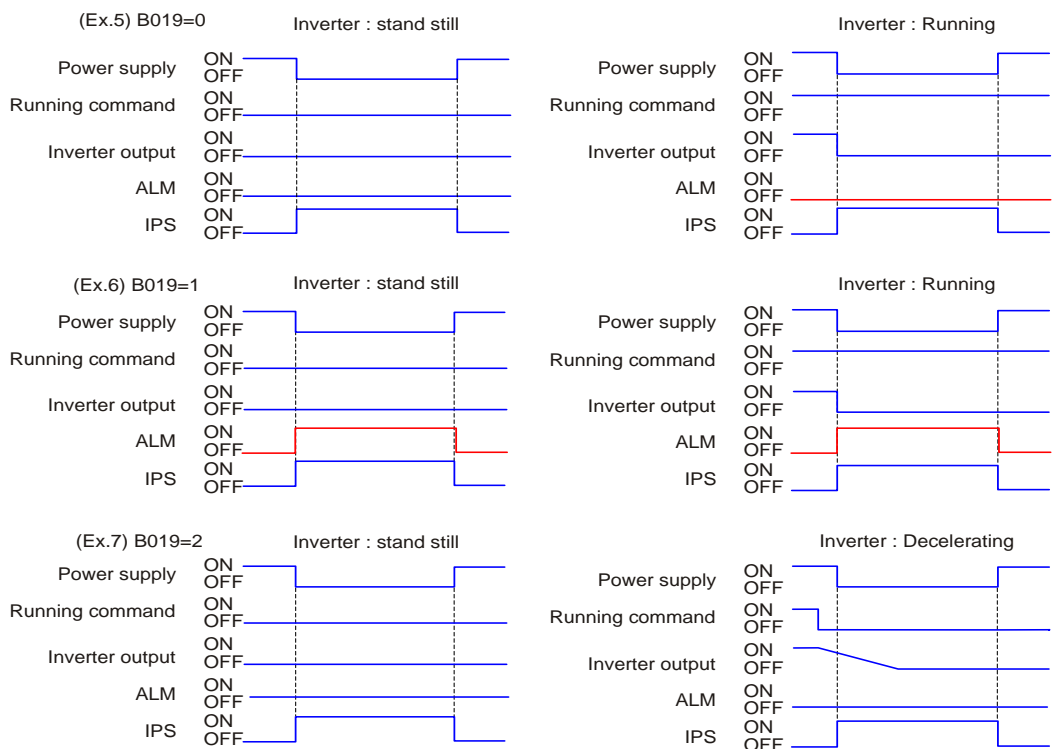 (Ex.5) B019=0
Inverter : stand still
Power supply
ON
OFF
Running command
ON
OFF
Inverter output
ON
OFF
ALM
ON
OFF
IPS
ON
OFF
Inverter : Running
Power supply
ON
OFF
Running command
ON
OFF
Inverter output
ON
OFF
ALM
ON
OFF
IPS
ON
OFF
(Ex.6) B019=1
Inverter : stand still
Power supply
ON
OFF
Running command
ON
OFF
Inverter output
ON
OFF
ALM
ON
OFF
IPS
ON
OFF
Inverter : Running
Power supply
ON
OFF
Running command
ON
OFF
Inverter output
ON
OFF
ALM
ON
OFF
IPS
ON
OFF
(Ex.7) B019=2
Inverter : stand still
Power supply
ON
OFF
Running command
ON
OFF
Inverter output
ON
OFF
ALM
ON
OFF
IPS
ON
OFF
Inverter : Decelerating
Power supply
ON
OFF
Running command
ON
OFF
Inverter output
ON
OFF
ALM
ON
OFF
IPS
ON
OFF